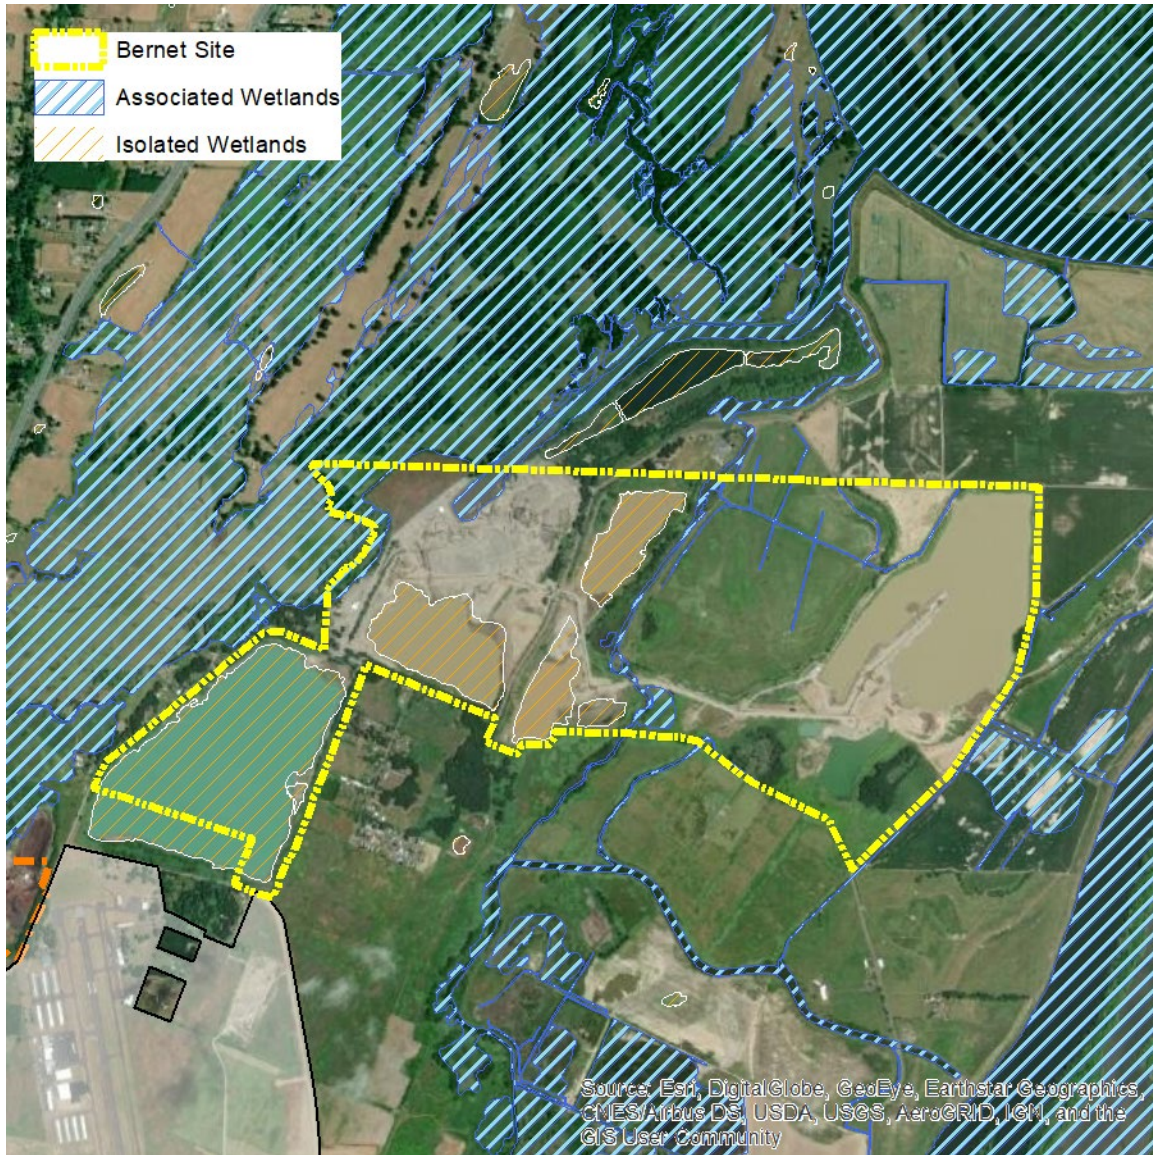 Bernet Site
Associated Wetlands
Isolated Wetlands
Source: Esri, DigitalGlobe, GeoEye, Earthstar Geographics,
CNES/Airbus DS, USDA, USGS, AeroGRID, IGN, and the
GIS User Community